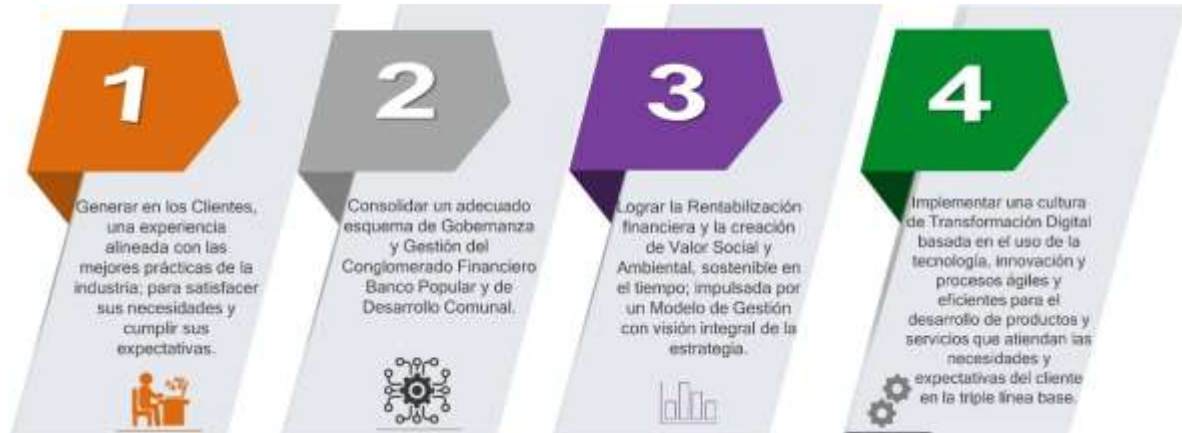 1
Generar en los Clientes,
una experiencia
alineada con las
mejores prácticas de la
industria; para satisfacer
sus necesidades y
cumplir sus
expectativas.
2
Consolidar un adecuado
esquema de Gobernanza
y Gestión del
Conglomerado Financiero
Banco Popular y de
Desarrollo Comunal.
3
Lograr la Rentabilización
financiera y la creación
de Valor Social y
Ambiental, sostenible en
el tiempo; impulsada por
un Modelo de Gestión
con visión integral de la
estrategia.
4
Implementar una cultura
de Transformación Digital
basada en el uso de la
tecnología, innovación y
procesos ágiles y
eficientes para el
desarrollo de productos y
servicios que atiendan las
necesidades y
expectativas del cliente
en la triple línea base.